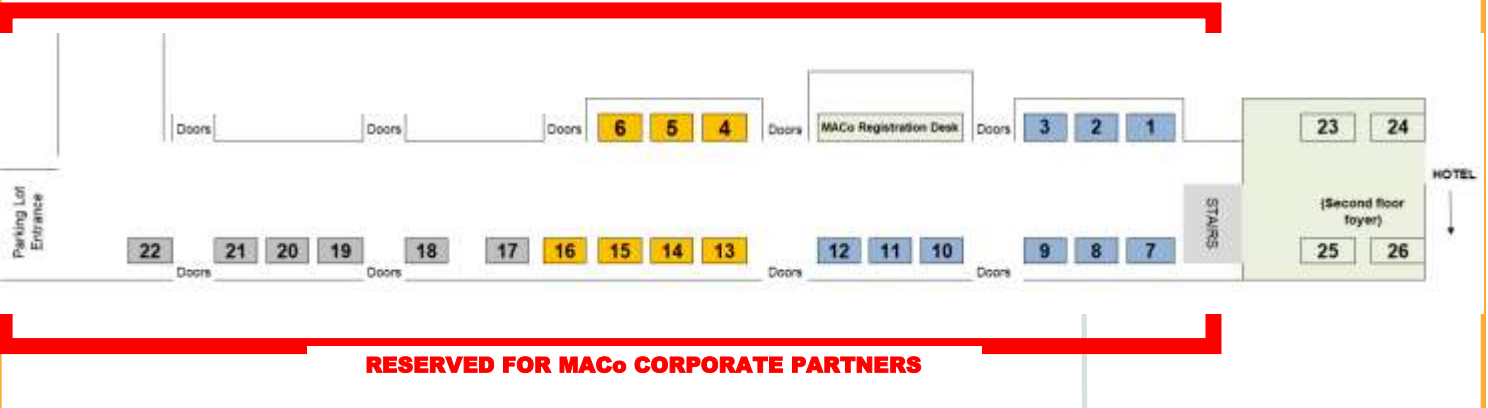 Doors Doors Doors 6 5 4 Doors MACo Registration Desk Doors 3 2 1 23 24
HOTEL
Parking Lot
Entrance
STAIRS
(Second floor
foyer)
22 21 20 19 18 17 16 15 14 13 12 11 10 9 8 7 25 26
Doors Doors Doors Doors
RESERVED FOR MACo CORPORATE PARTNERS